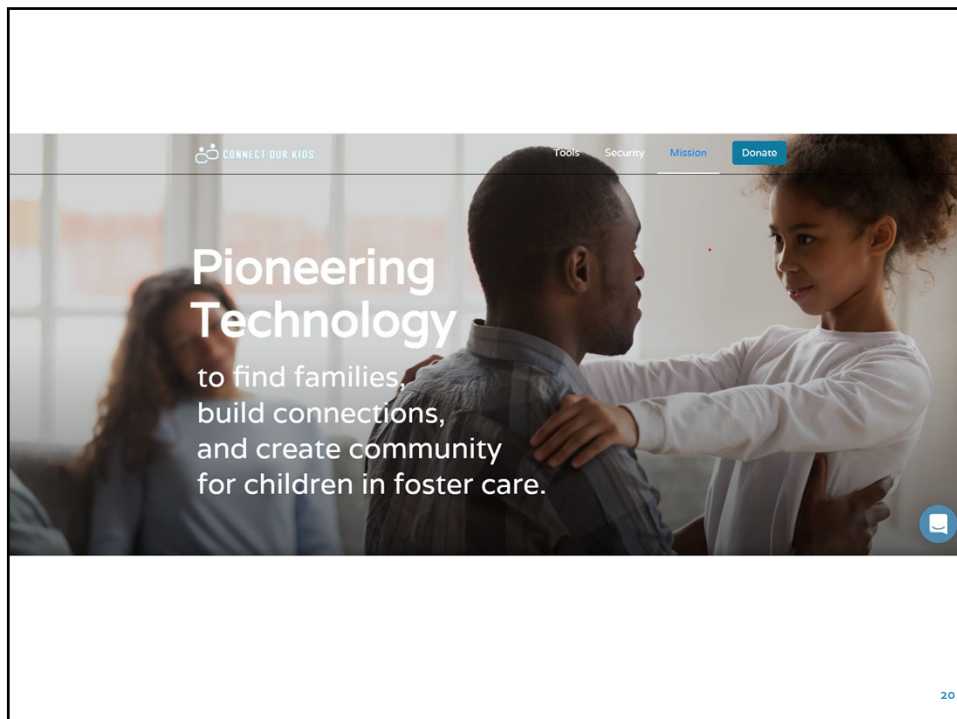 CONNECT OUR KIDS
Tools Security Mission Donate
Pioneering
Technology
to find families,
build connections,
and create community
for children in foster care.
20